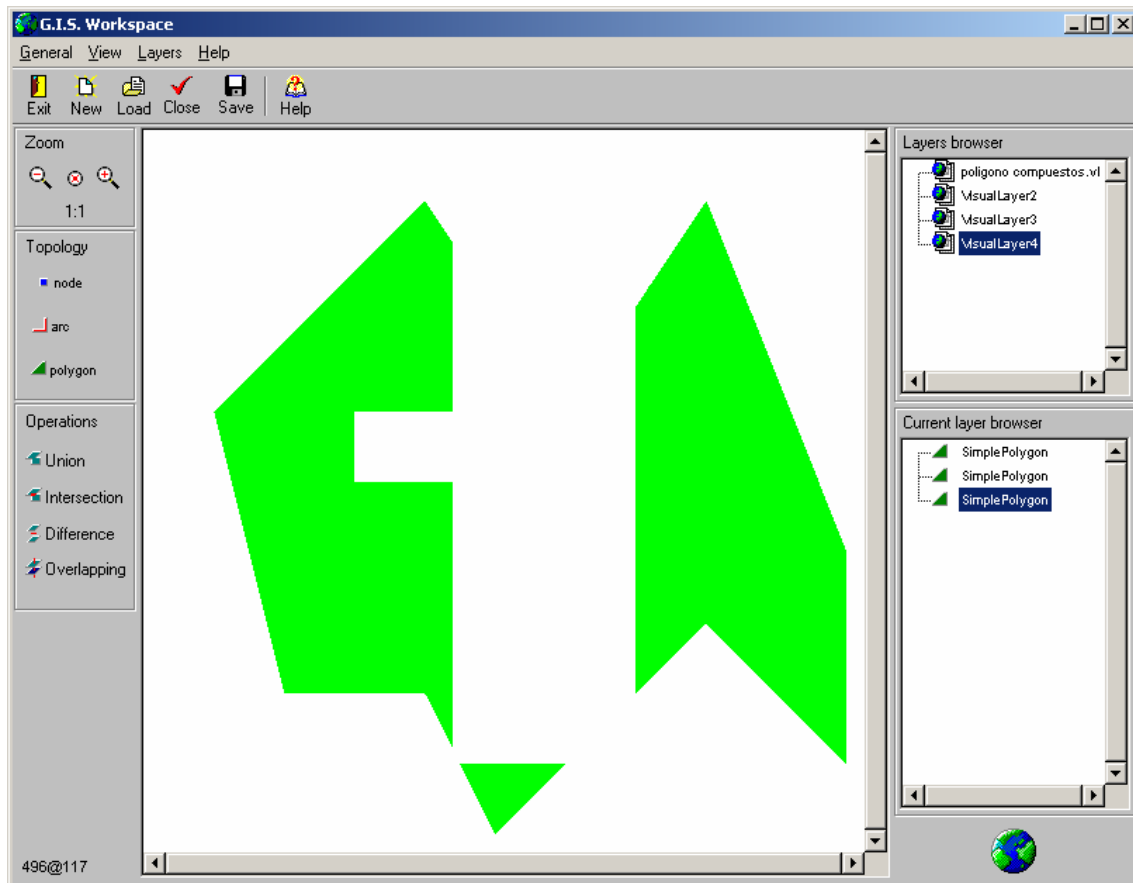 G.I.S. Workspace
General View Layers Help
Exit New Load Close Save Help
Zoom
1:1
Topology
node
arc
polygon
Operations
Union
Intersection
Difference
Overlapping
496@117
Layers browser
poligono compuestos.vl
VisualLayer2
VisualLayer3
VisualLayer4
Current layer browser
SimplePolygon
SimplePolygon
SimplePolygon